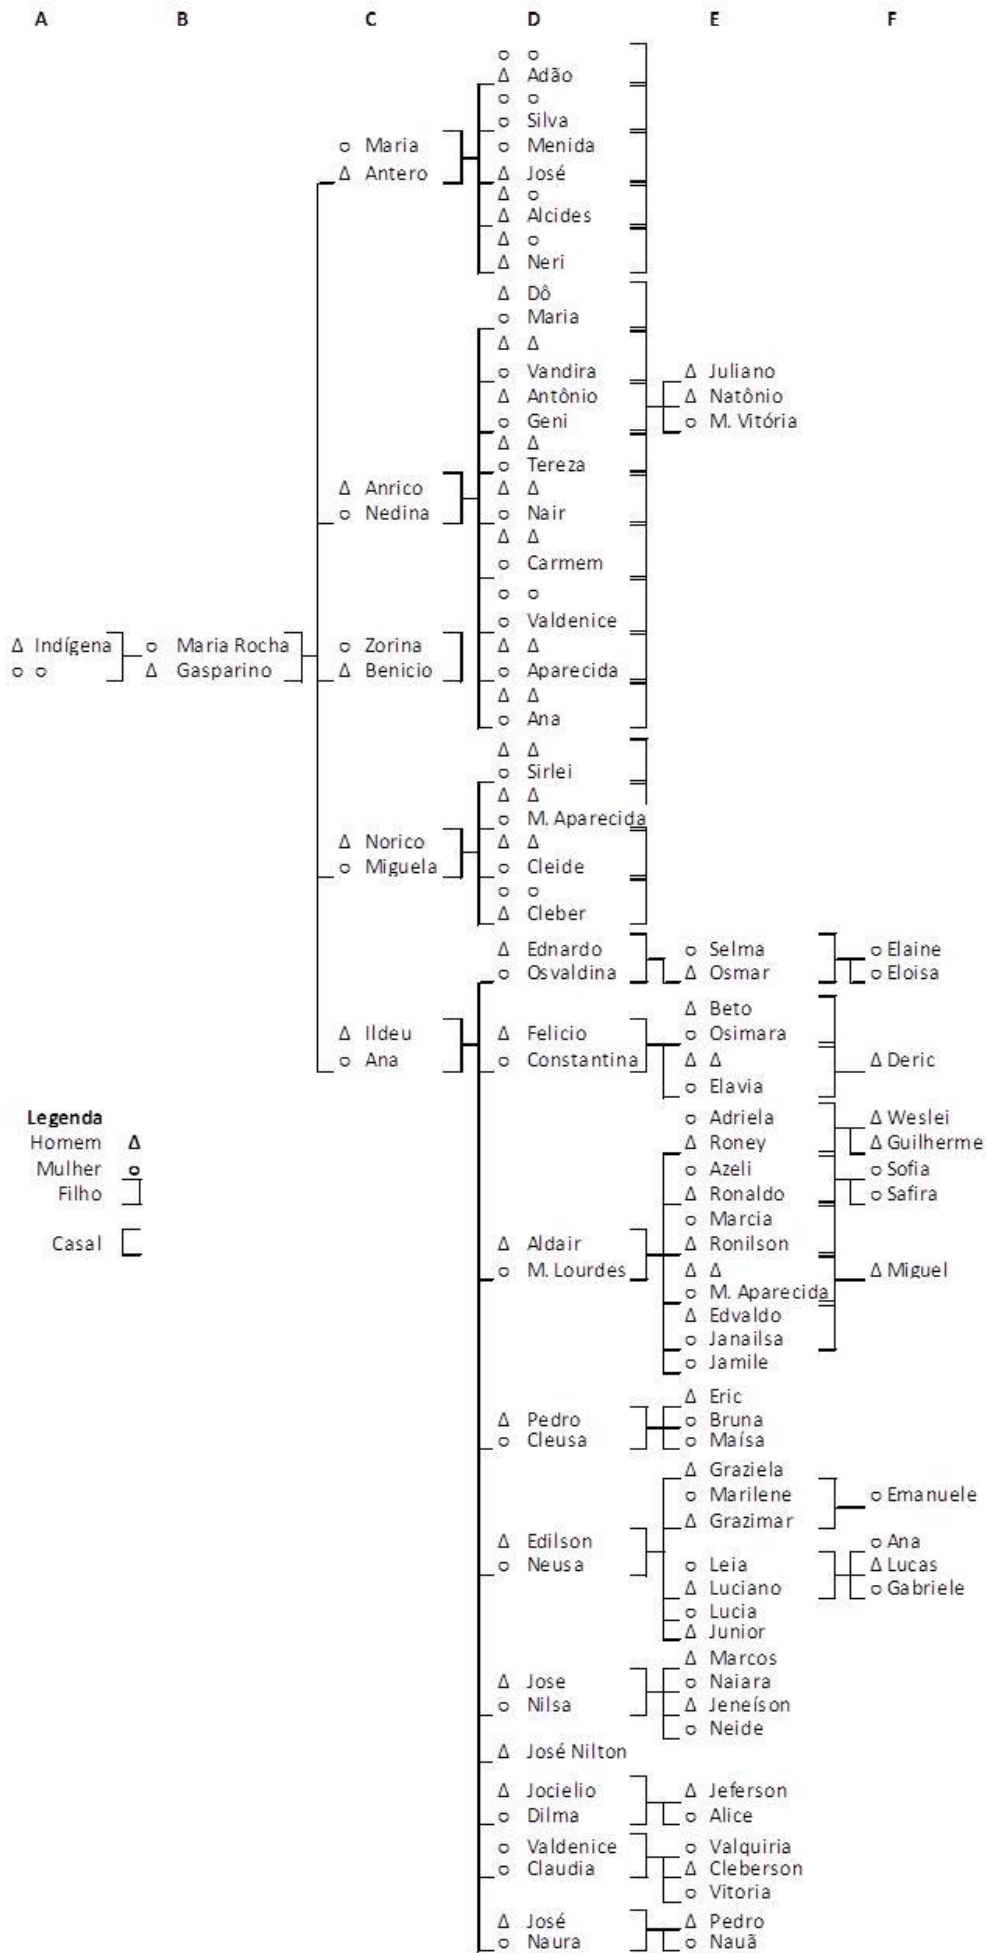 A B C D E F
Adão
Silva
Maria Menida
Antero José
Alcides
Neri
Dô
Maria
Vandira Juliano
Antônio Natônio
Geni M. Vitória
Tereza
Anrico
Nedina Nair
Carmem
Valdenice
Indígena Maria Rocha Zorina
Gasparino Benicio Aparecida
Ana
Sirlei
M. Aparecida
Norico
Miguela Cleide
Cleber
Ednardo Selma Elaine
Osvaldina Osmar Eloisa
Beto
Ildeu Felicio Osimara
Ana Constantina Deric
Elavia
Legenda Adriela Weslei
Homem Δ Roney Guilherme
Mulher o Azeli Sofia
Filho Ronaldo Safira
Marcia
Casal Aldair Ronilson
M. Lourdes Miguel
M. Aparecida
Edvaldo
Janailsa
Jamile
Eric
Pedro Bruna
Cleusa Maísa
Graziela
Marilene Emanuele
Grazimar
Edilson Ana
Neusa Leia Lucas
Luciano Gabriele
Lucia
Junior
Marcos
Jose Naiara
Nilsa Jeneíson
Neide
José Nilton
Jocielio Jeferson
Dilma Alice
Valdenice Valquiria
Claudia Cleberson
Vitoria
José Pedro
Naura Nauã